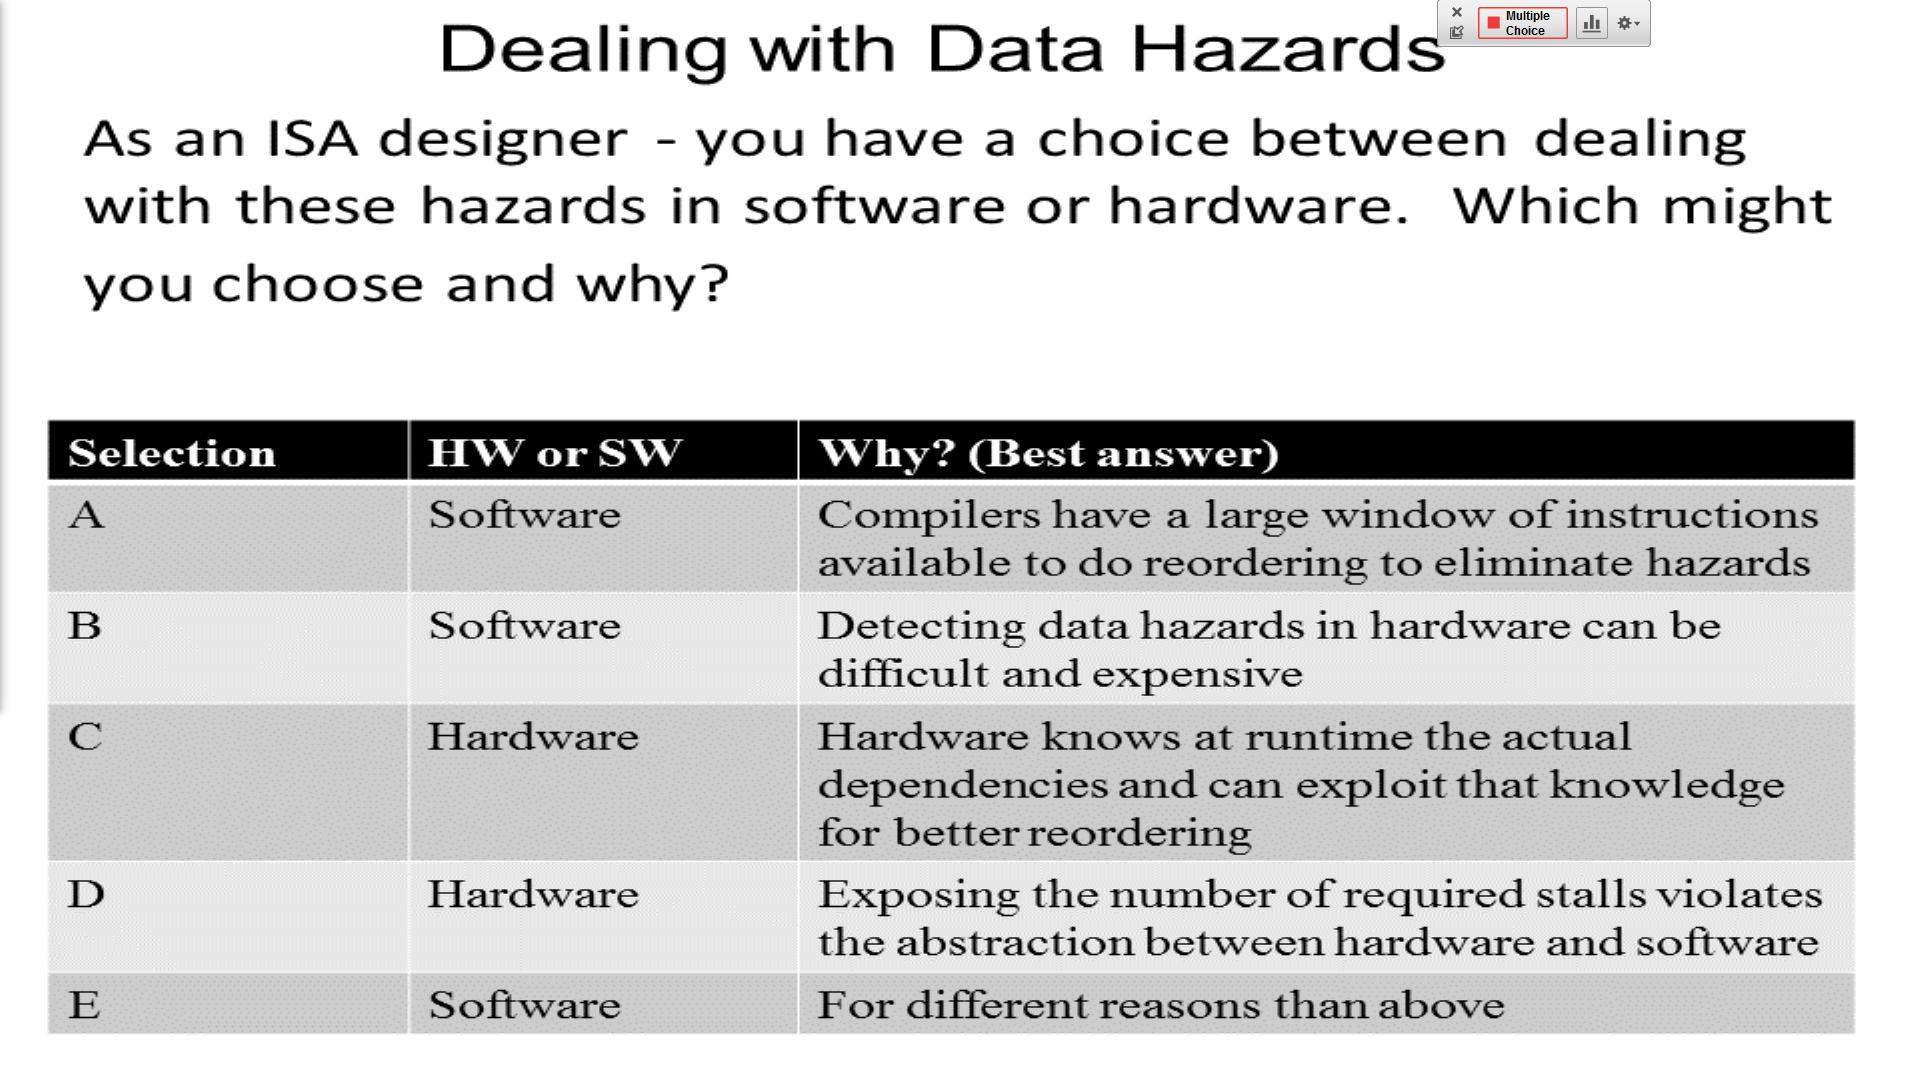 Dealing with Data Hazards
Multiple
Choice
As an ISA designer - you have a choice between dealing
with these hazards in software or hardware. Which might
you choose and why?
Selection HW or SW Why? (Best answer)
A Software Compilers have a large window of instructions
available to do reordering to eliminate hazards
B Software Detecting data hazards in hardware can be
difficult and expensive
C Hardware Hardware knows at runtime the actual
dependencies and can exploit that knowledge
for better reordering
D Hardware Exposing the number of required stalls violates
the abstraction between hardware and software
E Software For different reasons than above